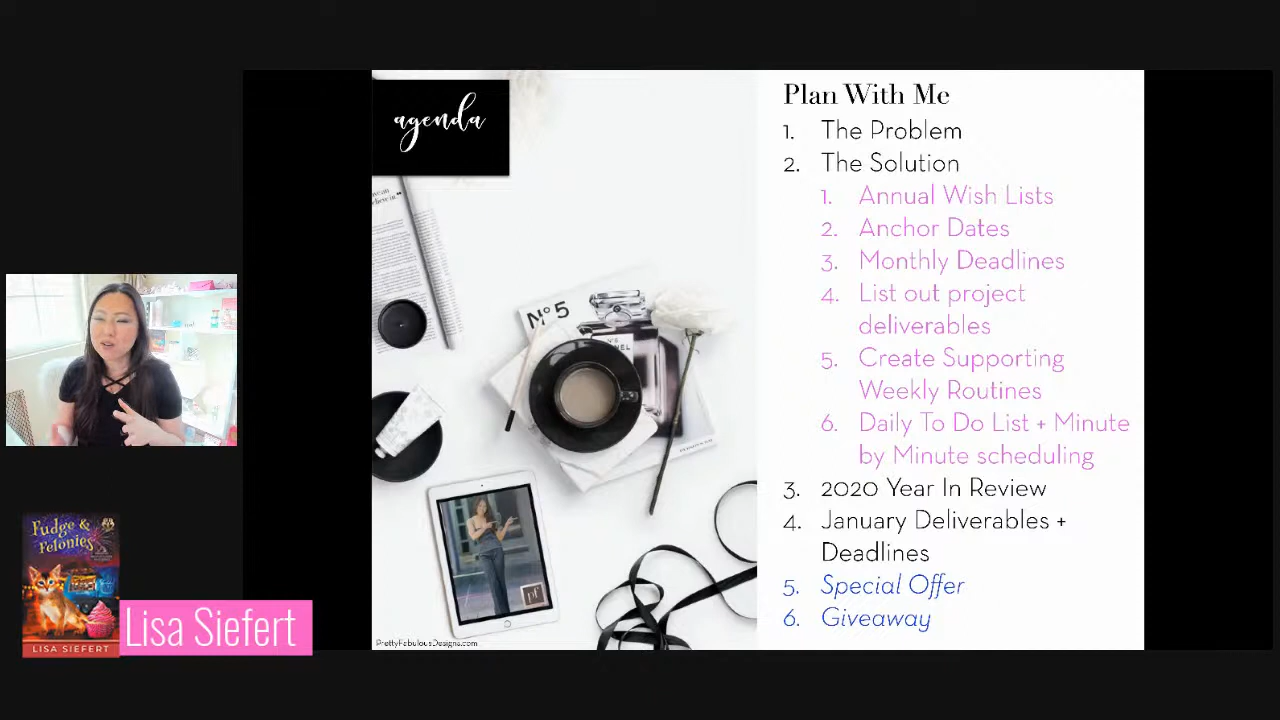 agenda
Plan With Me
1. The Problem
2. The Solution
1. Annual Wish Lists
2. Anchor Dates
3. Monthly Deadlines
4. List out project
deliverables
5. Create Supporting
Weekly Routines
6. Daily To Do List + Minute
by Minute scheduling
3. 2020 Year In Review
4. January Deliverables +
Deadlines
5. Special Offer
6. Giveaway
Nº5
pf
PrettyFabulousDesigns.com
Fudge &
Felonies
LISA SIEFERT
Lisa Siefert